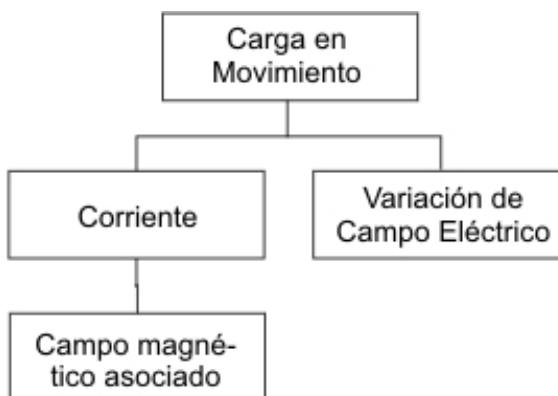 Carga en
Movimiento
Corriente
Variación de
Campo Eléctrico
Campo magné-
tico asociado